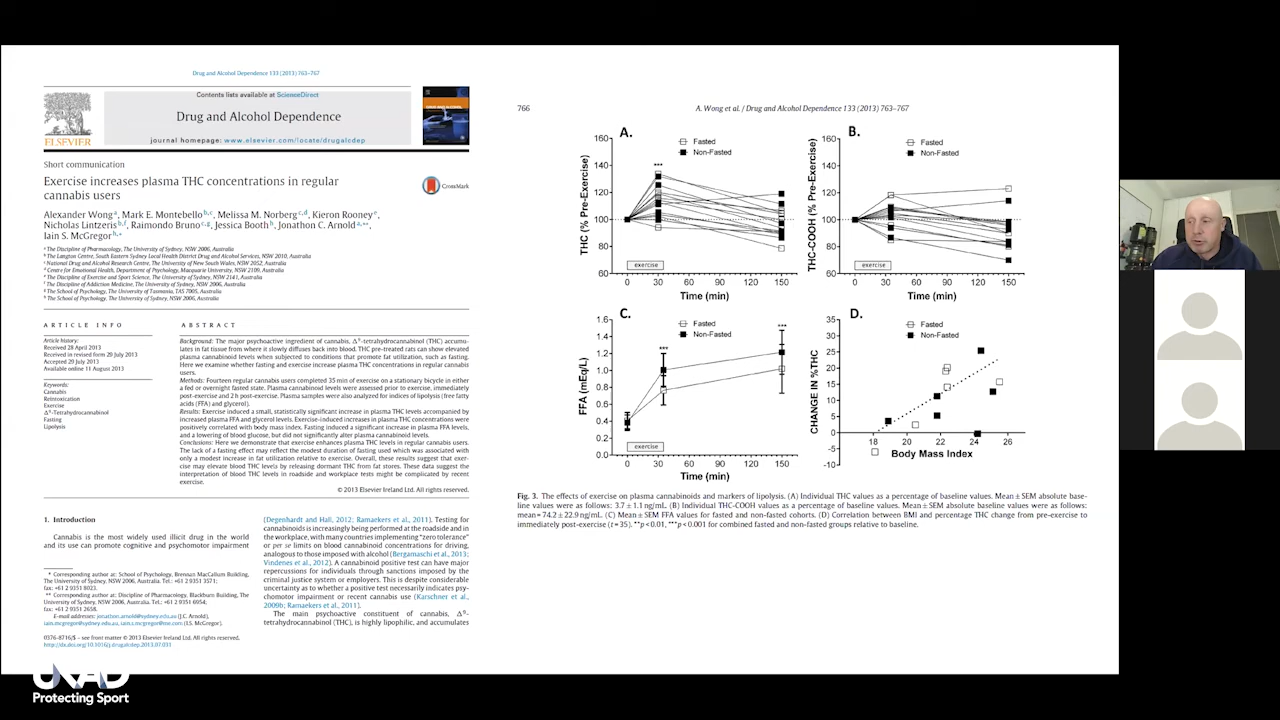 Drug and Alcohol Dependence 133 (2013) 763–767
Contents lists available at ScienceDirect
Drug and Alcohol Dependence
journal homepage: www.elsevier.com/locate/drugalcdep
ELSEVIER
Short communication
Exercise increases plasma THC concentrations in regular
cannabis users
CrossMark
Alexander Wong a, Mark E. Montebello b,c, Melissa M. Norberg c,d, Kieron Rooney e,
Nicholas Lintzeris b,f, Raimondo Bruno c,g, Jessica Booth h, Jonathon C. Arnold a,**,
Iain S. McGregor h,*
a The Discipline of Pharmacology, The University of Sydney, NSW 2006, Australia
b The Langton Centre, South Eastern Sydney Local Health District Drug and Alcohol Services, NSW 2010, Australia
c National Drug and Alcohol Research Centre, The University of New South Wales, NSW 2052, Australia
d Centre for Emotional Health, Department of Psychology, Macquarie University, NSW 2109, Australia
e The Discipline of Exercise and Sport Science, The University of Sydney, NSW 2141, Australia
f The Discipline of Addiction Medicine, The University of Sydney, NSW 2006, Australia
g The School of Psychology, The University of Tasmania, TAS 7005, Australia
h The School of Psychology, The University of Sydney, NSW 2006, Australia
ARTICLE INFO
Article history:
Received 28 April 2013
Received in revised form 29 July 2013
Accepted 29 July 2013
Available online 11 August 2013
Keywords:
Cannabis
Reintoxication
Exercise
Δ9-Tetrahydrocannabinol
Fasting
Lipolysis
ABSTRACT
Background: The major psychoactive ingredient of cannabis, Δ9-tetrahydrocannabinol (THC) accumu-
lates in fat tissue from where it slowly diffuses back into blood. THC pre-treated rats can show elevated
plasma cannabinoid levels when subjected to conditions that promote fat utilization, such as fasting.
Here we examine whether fasting and exercise increase plasma THC concentrations in regular cannabis
users.
Methods: Fourteen regular cannabis users completed 35 min of exercise on a stationary bicycle in either
a fed or overnight fasted state. Plasma cannabinoid levels were assessed prior to exercise, immediately
post-exercise and 2 h post-exercise. Plasma samples were also analyzed for indices of lipolysis (free fatty
acids (FFA) and glycerol).
Results: Exercise induced a small, statistically significant increase in plasma THC levels accompanied by
increased plasma FFA and glycerol levels. Exercise-induced increases in plasma THC concentrations were
positively correlated with body mass index. Fasting induced a significant increase in plasma FFA levels,
and a lowering of blood glucose, but did not significantly alter plasma cannabinoid levels.
Conclusions: Here we demonstrate that exercise enhances plasma THC levels in regular cannabis users.
The lack of a fasting effect may reflect the modest duration of fasting used which was associated with
only a modest increase in fat utilization relative to exercise. Overall, these results suggest that exer-
cise may elevate blood THC levels by releasing dormant THC from fat stores. These data suggest the
interpretation of blood THC levels in roadside and workplace tests might be complicated by recent
exercise.
© 2013 Elsevier Ireland Ltd. All rights reserved.
1. Introduction
Cannabis is the most widely used illicit drug in the world
and its use can promote cognitive and psychomotor impairment
* Corresponding author at: School of Psychology, Brennan MacCallum Building,
The University of Sydney, NSW 2006, Australia. Tel.: +61 2 9351 3571;
fax: +61 2 9351 8023.
** Corresponding author at: Discipline of Pharmacology, Blackburn Building, The
University of Sydney, NSW 2006, Australia. Tel.: +61 2 9351 6954;
fax: +61 2 9351 2658.
E-mail addresses: jonathon.arnold@sydney.edu.au (J.C. Arnold),
iain.mcgregor@sydney.edu.au, iain.s.mcgregor@me.com (I.S. McGregor).
0376-8716/$ – see front matter © 2013 Elsevier Ireland Ltd. All rights reserved.
http://dx.doi.org/10.1016/j.drugalcdep.2013.07.031
(Degenhardt and Hall, 2012; Ramaekers et al., 2011). Testing for
cannabinoids is increasingly being performed at the roadside and in
the workplace, with many countries implementing “zero tolerance”
or per se limits on blood cannabinoid concentrations for driving,
analogous to those imposed with alcohol (Bergamaschi et al., 2013;
Vindenes et al., 2012). A cannabinoid positive test can have major
repercussions for individuals through sanctions imposed by the
criminal justice system or employers. This is despite considerable
uncertainty as to whether a positive test necessarily indicates psy-
chomotor impairment or recent cannabis use (Karschner et al.,
2009b; Ramaekers et al., 2011).
The main psychoactive constituent of cannabis, Δ9-
tetrahydrocannabinol (THC), is highly lipophilic, and accumulates
766
A. Wong et al. / Drug and Alcohol Dependence 133 (2013) 763–767
A.
Fasted
Non-Fasted
THC (% Pre-Exercise)
160
140
120
100
80
60
***
exercise
0 30 60 90 120 150
Time (min)
B.
Fasted
Non-Fasted
THC-COOH (% Pre-Exercise)
160
140
120
100
80
60
exercise
0 30 60 90 120 150
Time (min)
C.
Fasted
Non-Fasted
FFA (mEq/L)
1.6
1.4
1.2
1.0
0.8
0.6
0.4
0.2
0.0
***
***
exercise
0 30 60 90 120 150
Time (min)
D.
Fasted
Non-Fasted
CHANGE IN %THC
35
30
25
20
15
10
5
0
-5
-10
18 20 22 24 26
Body Mass Index
Fig. 3. The effects of exercise on plasma cannabinoids and markers of lipolysis. (A) Individual THC values as a percentage of baseline values. Mean ± SEM absolute base-
line values were as follows: 3.7 ± 1.1 ng/mL. (B) Individual THC-COOH values as a percentage of baseline values. Mean ± SEM absolute baseline values were as follows:
mean = 74.2 ± 22.9 ng/mL. (C) Mean ± SEM FFA values for fasted and non-fasted cohorts. (D) Correlation between BMI and percentage THC change from pre-exercise to
immediately post-exercise (t = 35). **p < 0.01, ***p < 0.001 for combined fasted and non-fasted groups relative to baseline.
UKAD
Protecting Sport